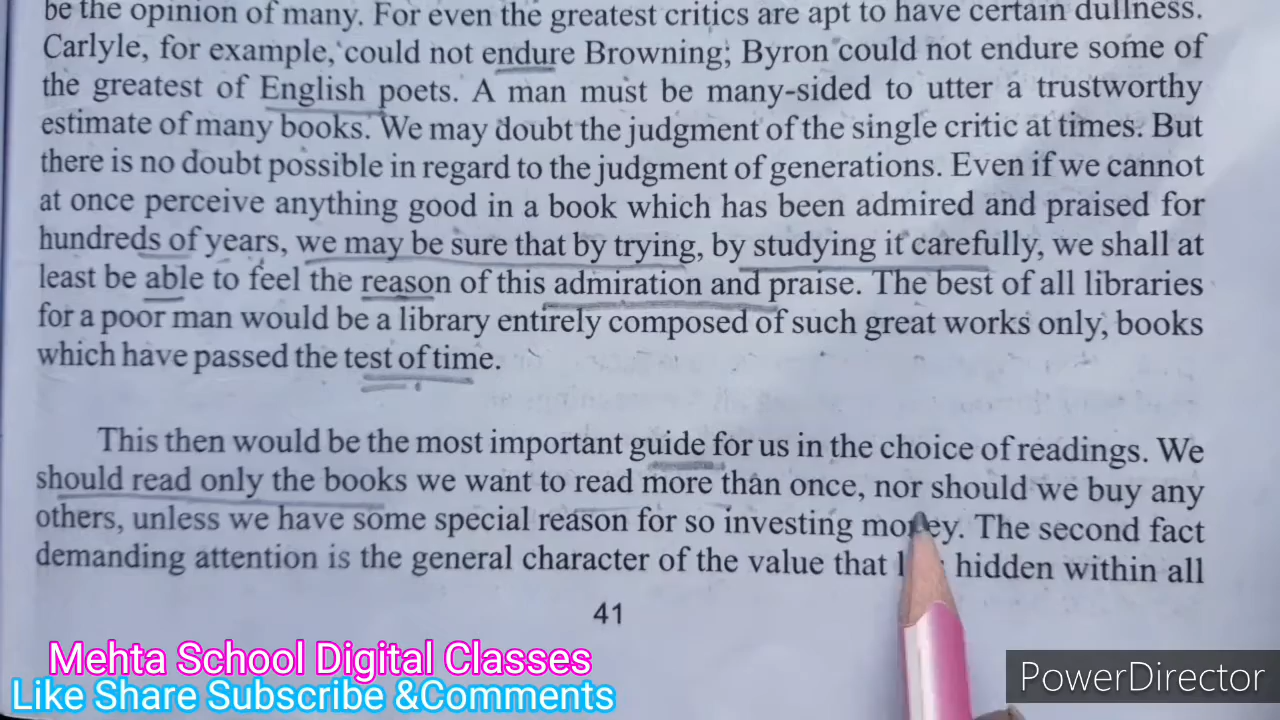 be the opinion of many. For even the greatest critics are apt to have certain dullness.
Carlyle, for example, could not endure Browning; Byron could not endure some of
the greatest of English poets. A man must be many-sided to utter a trustworthy
estimate of many books. We may doubt the judgment of the single critic at times. But
there is no doubt possible in regard to the judgment of generations. Even if we cannot
at once perceive anything good in a book which has been admired and praised for
hundreds of years, we may be sure that by trying, by studying it carefully, we shall at
least be able to feel the reason of this admiration and praise. The best of all libraries
for a poor man would be a library entirely composed of such great works only, books
which have passed the test of time.
This then would be the most important guide for us in the choice of readings. We
should read only the books we want to read more than once, nor should we buy any
others, unless we have some special reason for so investing money. The second fact
demanding attention is the general character of the value that hidden within all
41
Mehta School Digital Classes
Like Share Subscribe &Comments
PowerDirector